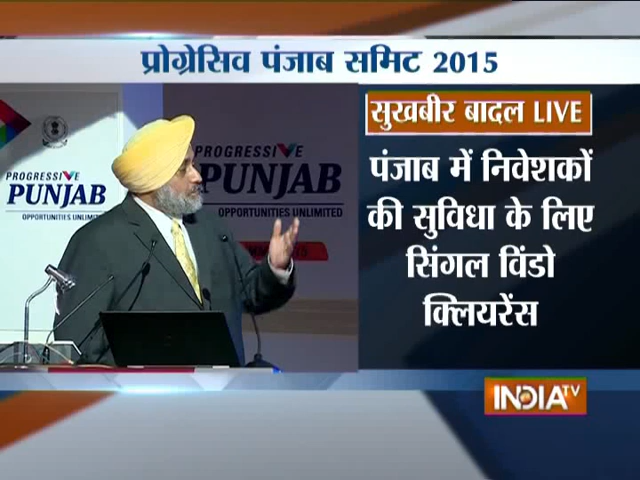 प्रोग्रेसिव पंजाब समिट 2015
सुखबीर बादल LIVE
पंजाब में निवेशकों
की सुविधा के लिए
सिंगल विंडो
क्लियरेंस
PROGRESSIVE
PUNJAB
OPPORTUNITIES UNLIMITED
PROGRESSIVE
PUNJAB
OPPORTUNITIES UNLIMITED
INDIA TV